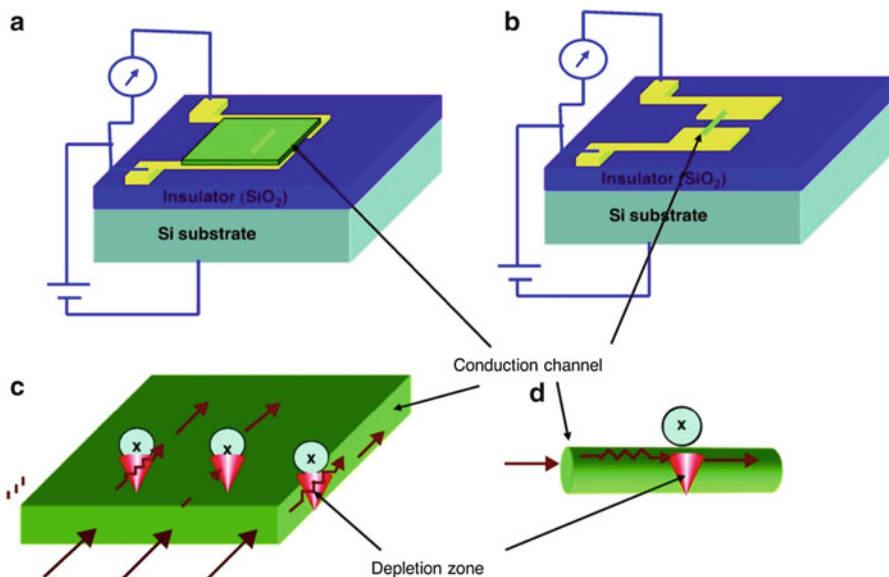 a
b
Insulator (SiO₂)
Si substrate
Insulator (SiO₂)
Si substrate
Conduction channel
c
d
x
x
x
x
Depletion zone